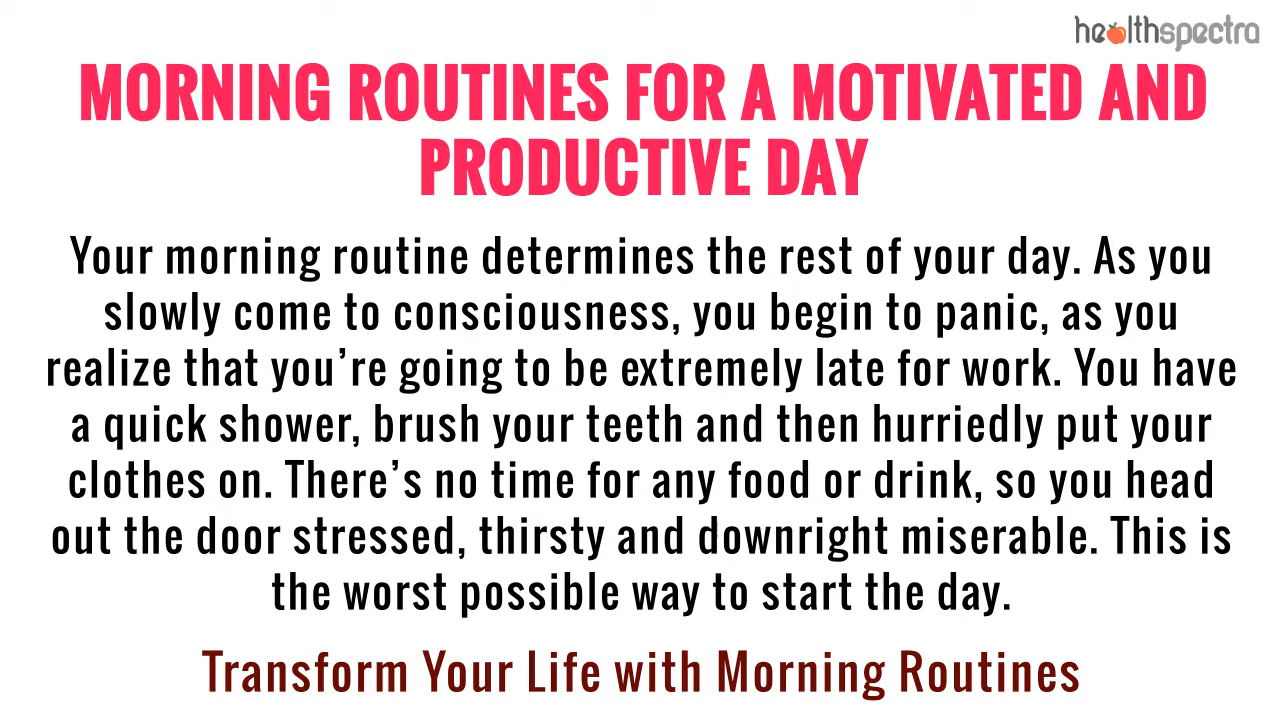 healthspectra
MORNING ROUTINES FOR A MOTIVATED AND
PRODUCTIVE DAY
Your morning routine determines the rest of your day. As you
slowly come to consciousness, you begin to panic, as you
realize that you’re going to be extremely late for work. You have
a quick shower, brush your teeth and then hurriedly put your
clothes on. There’s no time for any food or drink, so you head
out the door stressed, thirsty and downright miserable. This is
the worst possible way to start the day.
Transform Your Life with Morning Routines